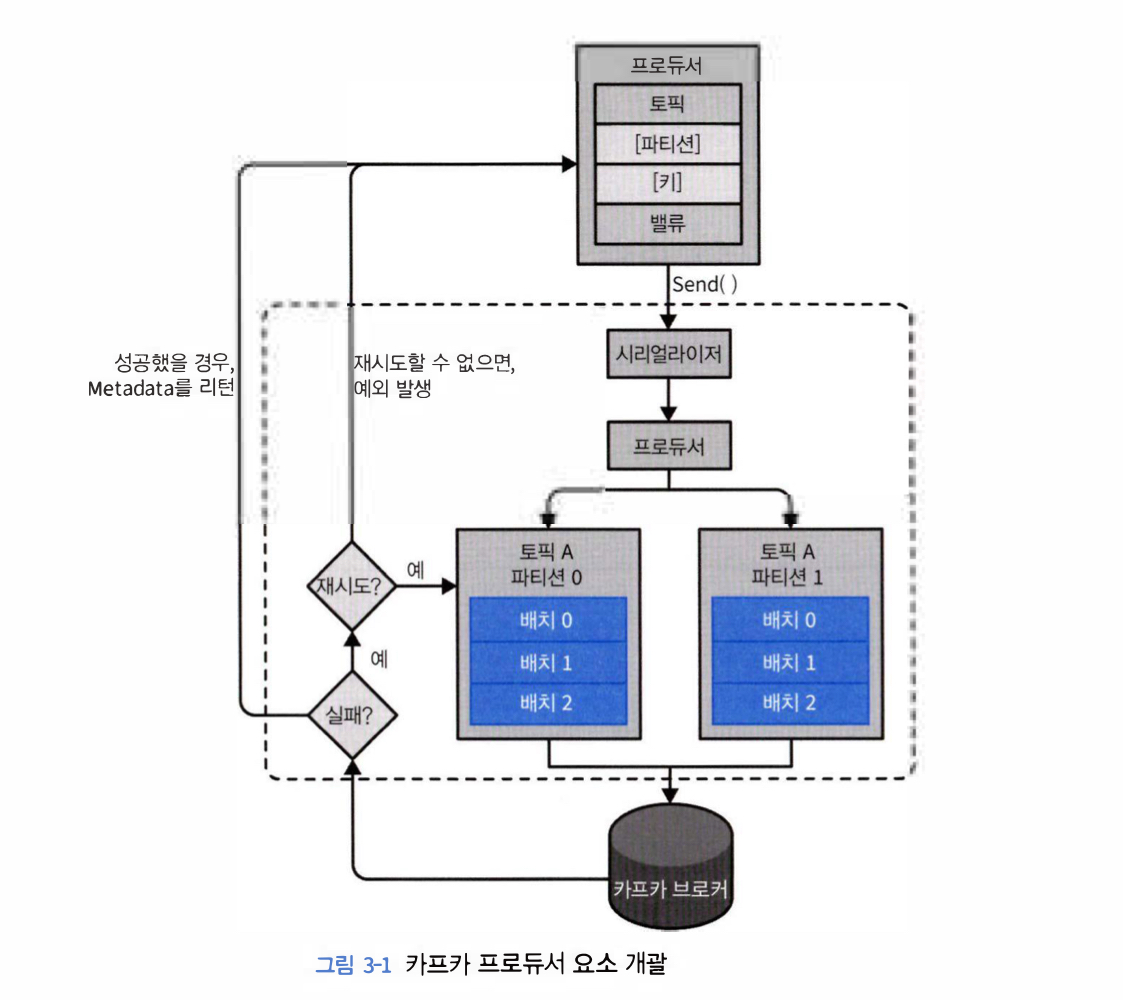 프로듀서
토픽
[파티션]
[키]
밸류
Send( )
성공했을 경우,
Metadata를 리턴
재시도할 수 없으면,
예외 발생
시리얼라이저
프로듀서
토픽 A
파티션 0
배치 0
배치 1
배치 2
토픽 A
파티션 1
배치 0
배치 1
배치 2
재시도?
예
예
실패?
카프카 브로커
그림 3-1 카프카 프로듀서 요소 개괄